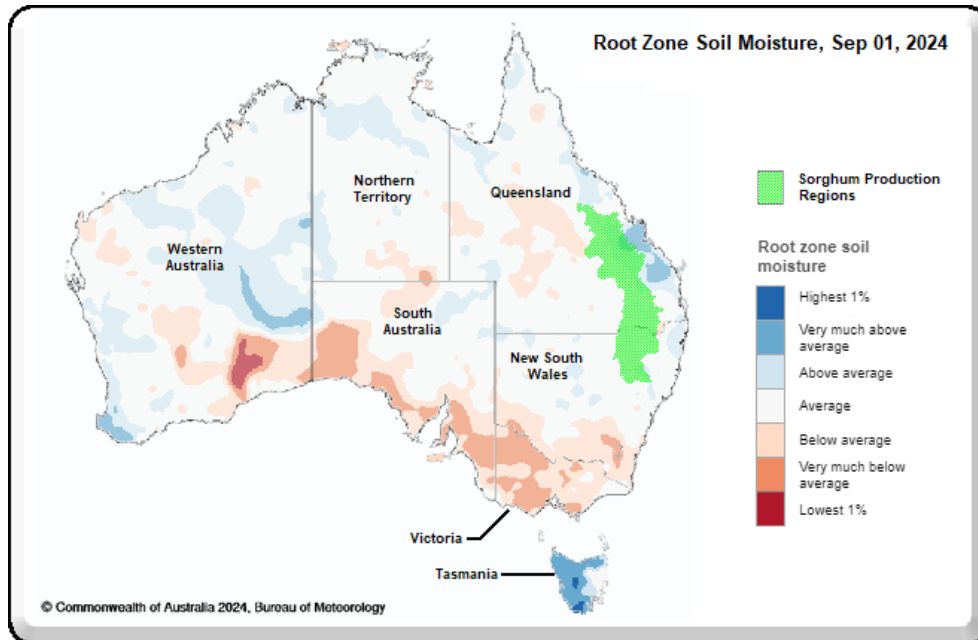 Root Zone Soil Moisture, Sep 01, 2024
Northern
Territory
Queensland
Western
Australia
South
Australia
New South
Wales
Victoria
Tasmania
Sorghum Production
Regions
Root zone soil
moisture
Highest 1%
Very much above
average
Above average
Average
Below average
Very much below
average
Lowest 1%
© Commonwealth of Australia 2024, Bureau of Meteorology